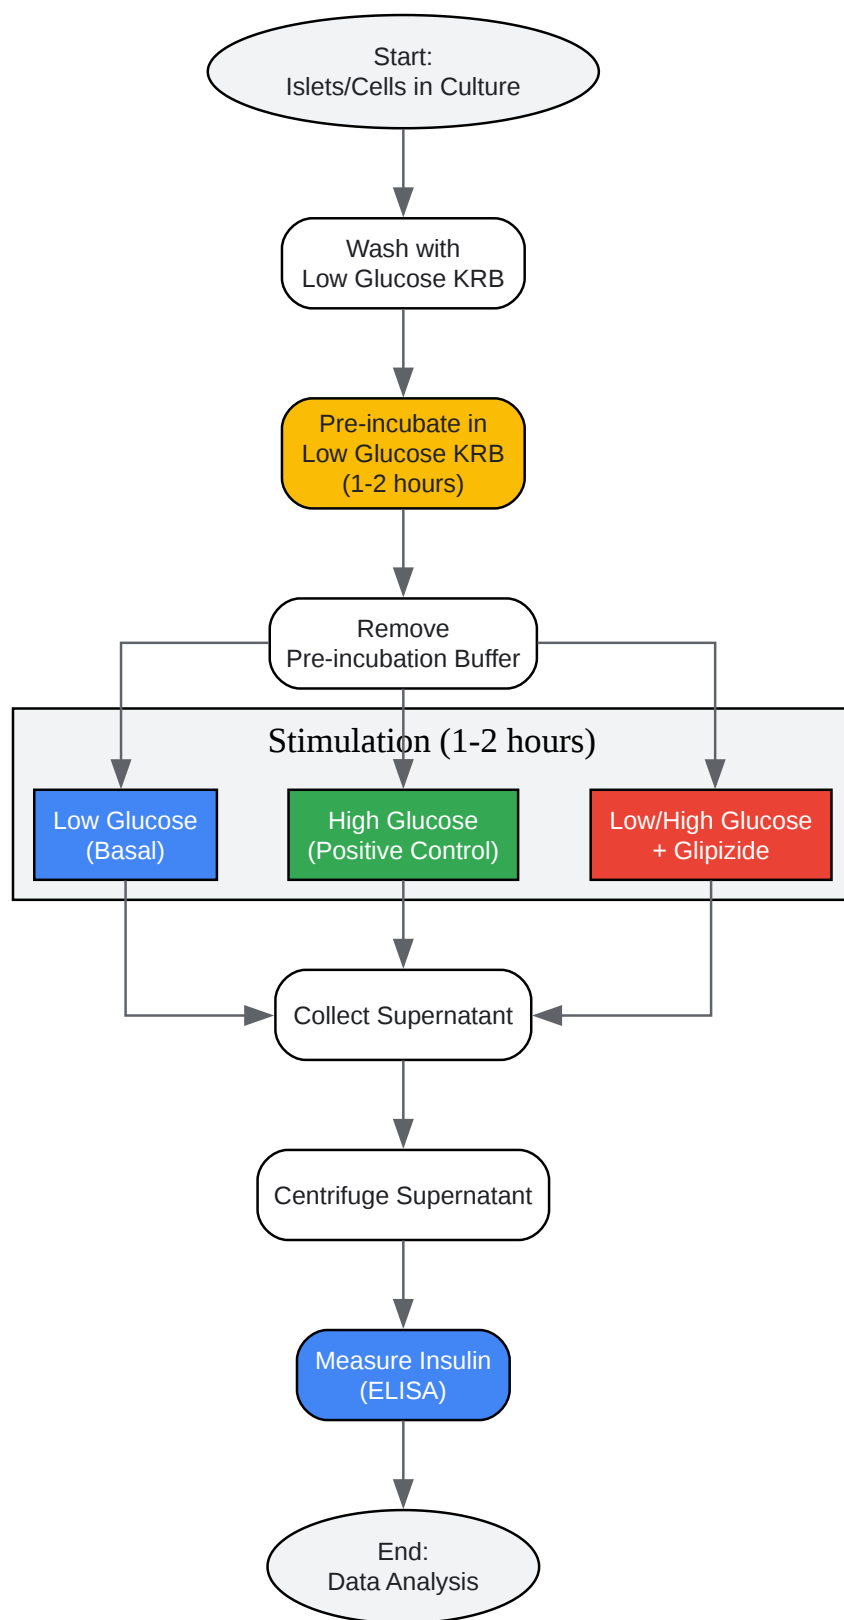 Start:
Islets/Cells in Culture
Wash with
Low Glucose KRB
Pre-incubate in
Low Glucose KRB
(1-2 hours)
Remove
Pre-incubation Buffer
Stimulation (1-2 hours)
Low Glucose
(Basal)
High Glucose
(Positive Control)
Low/High Glucose
+ Glipizide
Collect Supernatant
Centrifuge Supernatant
Measure Insulin
(ELISA)
End:
Data Analysis